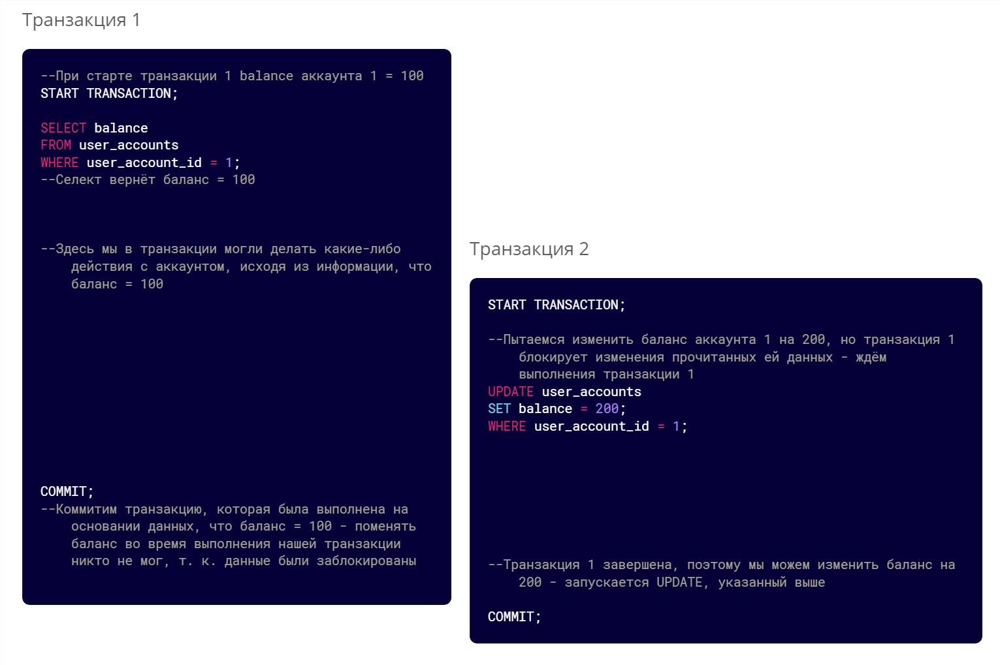 Транзакция 1
--При старте транзакции 1 balance аккаунта 1 = 100
START TRANSACTION;
SELECT balance
FROM user_accounts
WHERE user_account_id = 1;
--Селект вернёт баланс = 100
--Здесь мы в транзакции могли делать какие-либо
действия с аккаунтом, исходя из информации, что
баланс = 100
COMMIT;
--Коммитим транзакцию, которая была выполнена на
основании данных, что баланс = 100 - поменять
баланс во время выполнения нашей транзакции
никто не мог, т. к. данные были заблокированы
Транзакция 2
START TRANSACTION;
--Пытаемся изменить баланс аккаунта 1 на 200, но транзакция 1
блокирует изменения прочитанных ей данных - ждём
выполнения транзакции 1
UPDATE user_accounts
SET balance = 200;
WHERE user_account_id = 1;
--Транзакция 1 завершена, поэтому мы можем изменить баланс на
200 - запускается UPDATE, указанный выше
COMMIT;